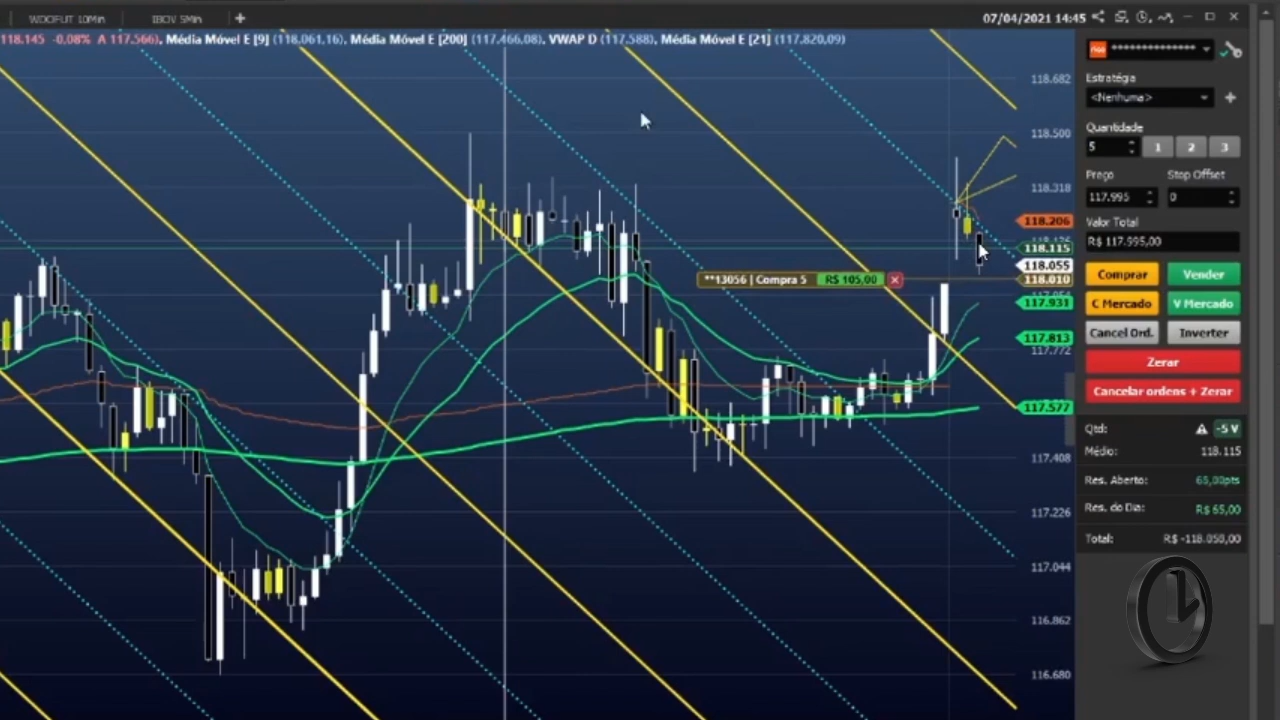 WDOFUT 10Min
IBOV 5Min
+
07/04/2021 14:45
118.145 -0,08% A 117.566), Média Móvel E [9] (118.061,16), Média Móvel E [200] (117.466,08), VWAP D (117.588), Média Móvel E [21] (117.820,09)
118.682
118.500
118.318
118.206
118.115
118.055
118.010
**13056 | Compra 5 R$ 105,00
117.931
117.813
117.772
117.577
117.408
117.226
117.044
116.862
116.680
***************
Estratégia
<Nenhuma>
Quantidade
5 1 2 3
Preço Stop Offset
117.995 0
Valor Total
R$ 117.995,00
Comprar Vender
C Mercado V Mercado
Cancel Ord. Inverter
Zerar
Cancelar ordens + Zerar
Qtd: -5 V
Médio: 118.115
Res. Aberto: 65,00pts
Res. do Dia: R$ 65,00
Total: R$ -118.050,00